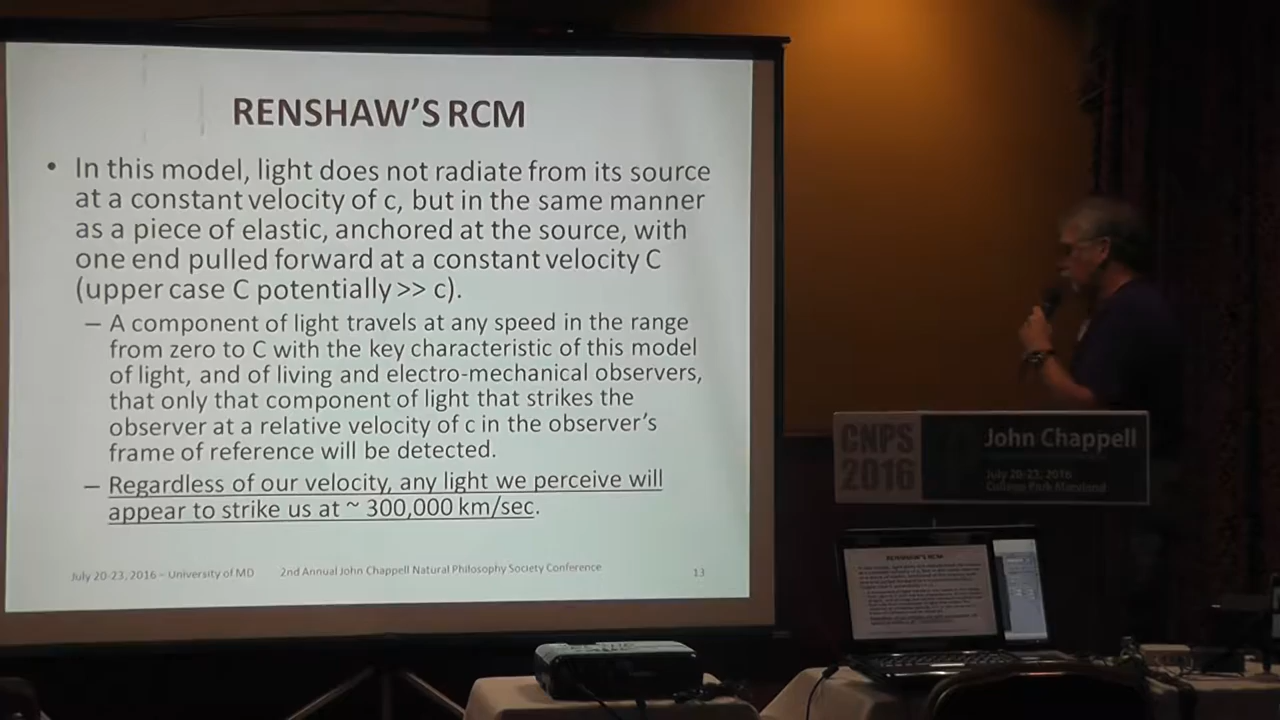 RENSHAW'S RCM
• In this model, light does not radiate from its source
at a constant velocity of c, but in the same manner
as a piece of elastic, anchored at the source, with
one end pulled forward at a constant velocity C
(upper case C potentially >> c).
– A component of light travels at any speed in the range
from zero to C with the key characteristic of this model
of light, and of living and electro-mechanical observers,
that only that component of light that strikes the
observer at a relative velocity of c in the observer's
frame of reference will be detected.
– Regardless of our velocity, any light we perceive will
appear to strike us at ~ 300,000 km/sec.
July 20-23, 2016 – University of MD 2nd Annual John Chappell Natural Philosophy Society Conference 13
CNPS
2016
John Chappell
July 20-23, 2016
College Park Maryland
RENSHAW'S RCM